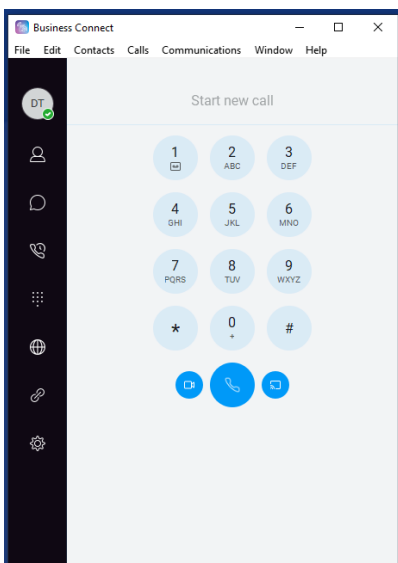 Business Connect
File Edit Contacts Calls Communications Window Help
DT
Start new call
1 2 3
ABC DEF
4 5 6
GHI JKL MNO
7 8 9
PQRS TUV WXYZ
* 0 #
+